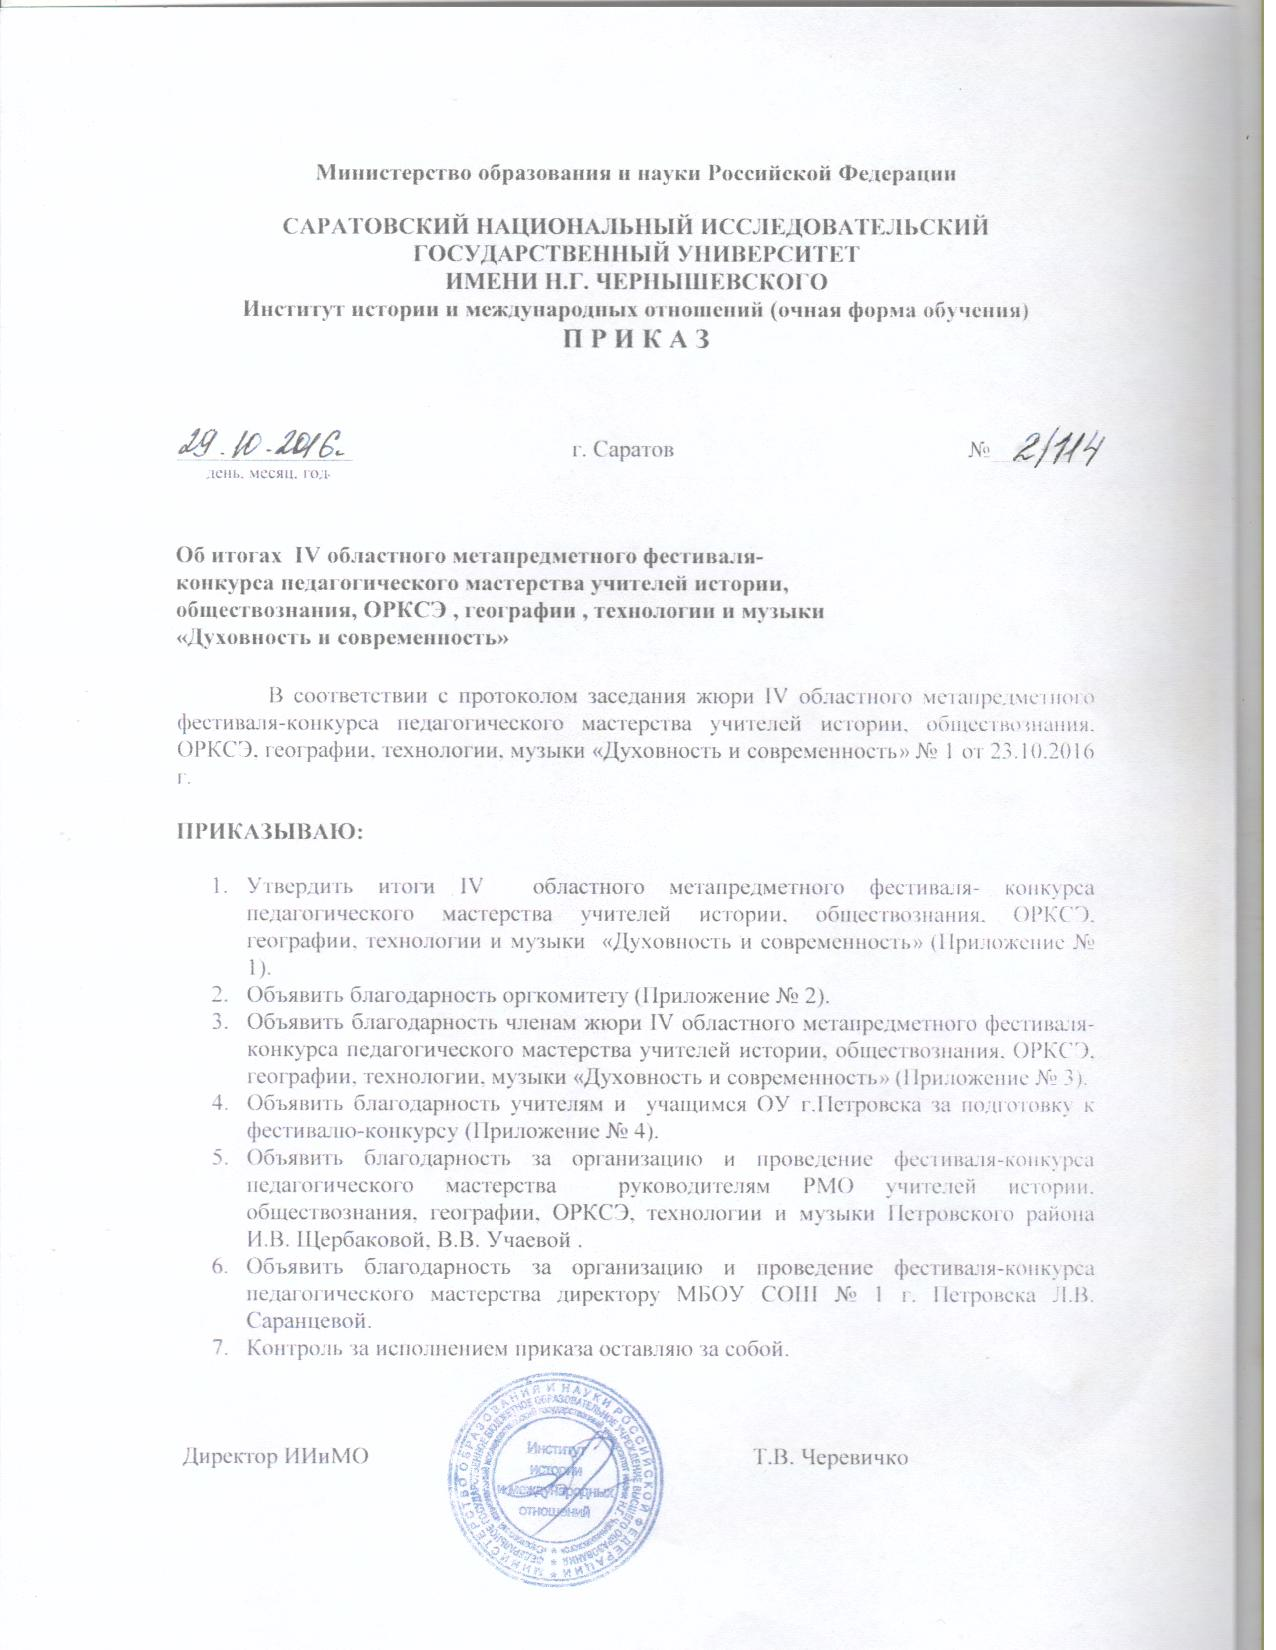 Министерство образования и науки Российской Федерации
САРАТОВСКИЙ НАЦИОНАЛЬНЫЙ ИССЛЕДОВАТЕЛЬСКИЙ
ГОСУДАРСТВЕННЫЙ УНИВЕРСИТЕТ
ИМЕНИ Н.Г. ЧЕРНЫШЕВСКОГО
Институт истории и международных отношений (очная форма обучения)
П Р И К А З
29.10.2016. г. Саратов № 2/114
день, месяц, год
Об итогах IV областного метапредметного фестиваля-
конкурса педагогического мастерства учителей истории,
обществознания, ОРКСЭ , географии , технологии и музыки
«Духовность и современность»
В соответствии с протоколом заседания жюри IV областного метапредметного
фестиваля-конкурса педагогического мастерства учителей истории, обществознания,
ОРКСЭ, географии, технологии, музыки «Духовность и современность» № 1 от 23.10.2016
г.
ПРИКАЗЫВАЮ:
1. Утвердить итоги IV областного метапредметного фестиваля- конкурса
педагогического мастерства учителей истории, обществознания, ОРКСЭ,
географии, технологии и музыки «Духовность и современность» (Приложение №
1).
2. Объявить благодарность оргкомитету (Приложение № 2).
3. Объявить благодарность членам жюри IV областного метапредметного фестиваля-
конкурса педагогического мастерства учителей истории, обществознания, ОРКСЭ,
географии, технологии, музыки «Духовность и современность» (Приложение № 3).
4. Объявить благодарность учителям и учащимся ОУ г.Петровска за подготовку к
фестивалю-конкурсу (Приложение № 4).
5. Объявить благодарность за организацию и проведение фестиваля-конкурса
педагогического мастерства руководителям РМО учителей истории,
обществознания, географии, ОРКСЭ, технологии и музыки Петровского района
И.В. Щербаковой, В.В. Учаевой .
6. Объявить благодарность за организацию и проведение фестиваля-конкурса
педагогического мастерства директору МБОУ СОШ № 1 г. Петровска Л.В.
Саранцевой.
7. Контроль за исполнением приказа оставляю за собой.
Директор ИИиМО Т.В. Черевичко
МИНИСТЕРСТВО ОБРАЗОВАНИЯ И НАУКИ РОССИЙСКОЙ ФЕДЕРАЦИИ
Институт
истории
и международных
отношений